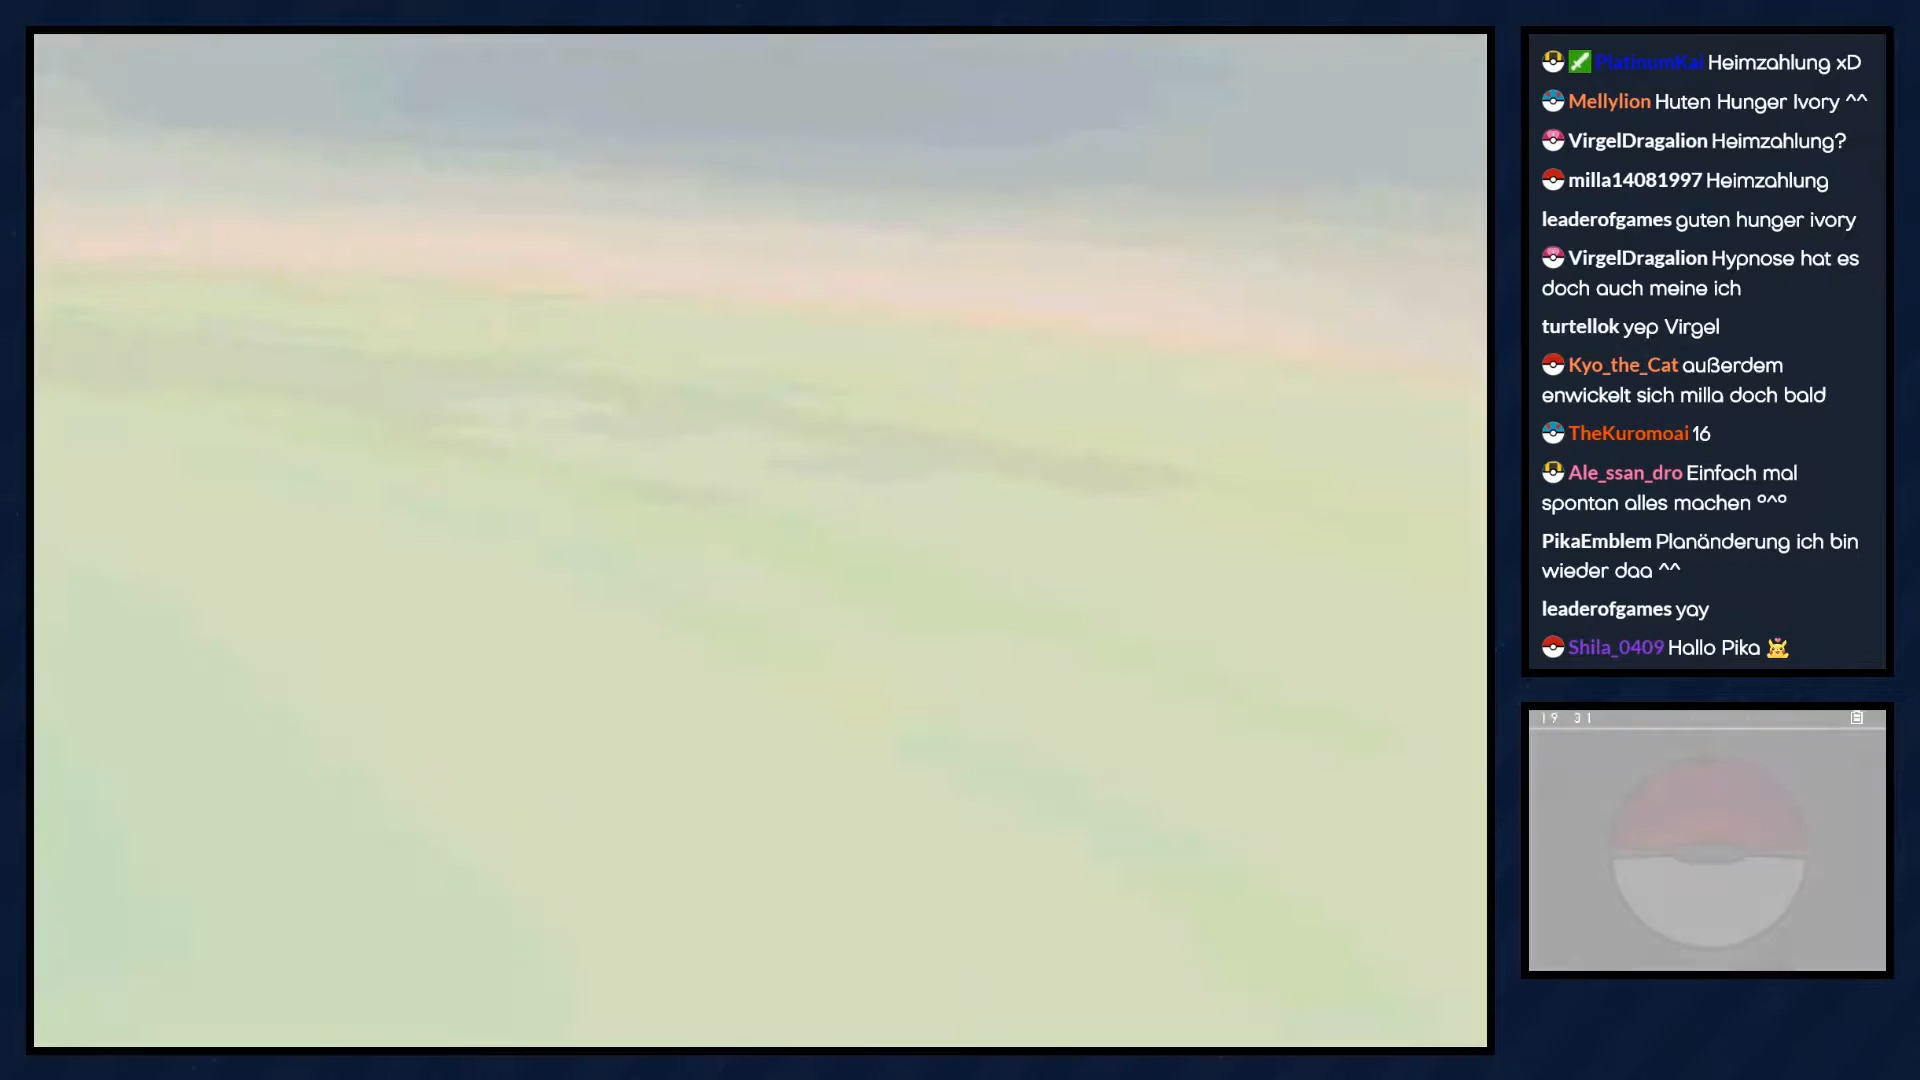 PlatinumKai Heimzahlung xD
Mellylion Huten Hunger Ivory ^^
VirgelDragalion Heimzahlung?
milla14081997 Heimzahlung
leaderofgames guten hunger ivory
VirgelDragalion Hypnose hat es
doch auch meine ich
turtellok yep Virgel
Kyo_the_Cat außerdem
enwickelt sich milla doch bald
TheKuromoai 16
Ale_ssan_dro Einfach mal
spontan alles machen °^°
PikaEmblem Planänderung ich bin
wieder daa ^^
leaderofgames yay
Shila_0409 Hallo Pika
19 31